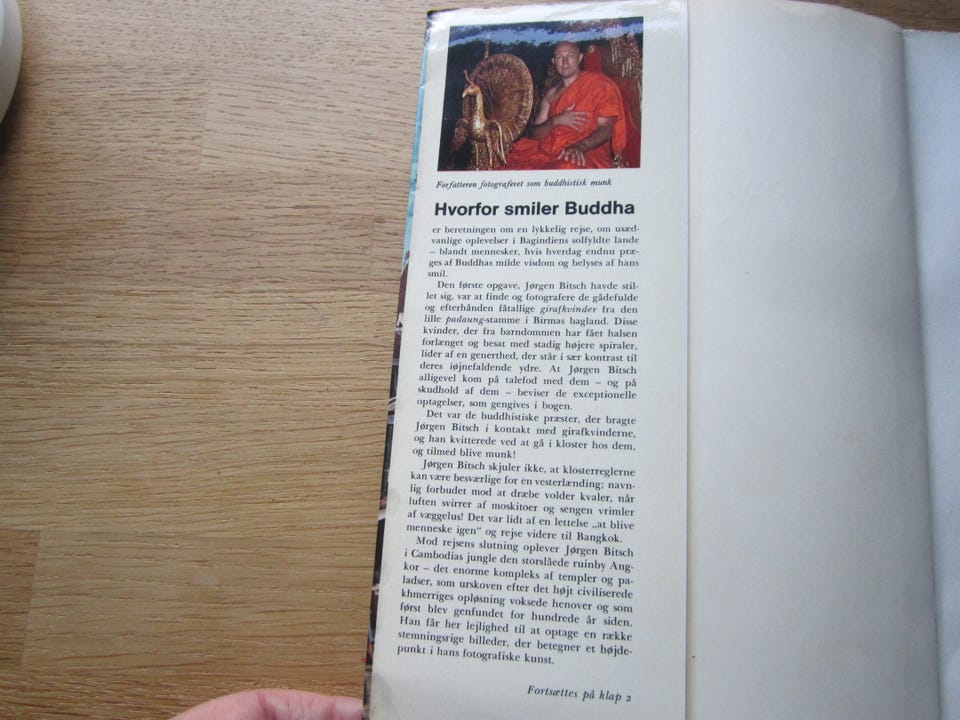 Forfatteren fotograferet som buddhistisk munk
Hvorfor smiler Buddha
er beretningen om en lykkelig rejse, om usæd-
vanlige oplevelser i Bagindiens solfyldte lande
– blandt mennesker, hvis hverdag endnu præ-
ges af Buddhas milde visdom og belyses af hans
smil.
Den første opgave, Jørgen Bitsch havde stil-
let sig, var at finde og fotografere de gådefulde
og efterhånden fåtallige girafkvinder fra den
lille padaung-stamme i Birmas bagland. Disse
kvinder, der fra barndommen har fået halsen
forlænget og besat med stadig højere spiraler,
lider af en generthed, der står i sær kontrast til
deres iøjnefaldende ydre. At Jørgen Bitsch
alligevel kom på talefod med dem – og på
skudhold af dem – beviser de exceptionelle
optagelser, som gengives i bogen.
Det var de buddhistiske præster, der bragte
Jørgen Bitsch i kontakt med girafkvinderne,
og han kvitterede ved at gå i kloster hos dem,
og tilmed blive munk!
Jørgen Bitsch skjuler ikke, at klosterreglerne
kan være besværlige for en vesterlænding; navn-
lig forbudet mod at dræbe volder kvaler, når
luften svirrer af moskitoer og sengen vrimler
af væggelus! Det var lidt af en lettelse „at blive
menneske igen“ og rejse videre til Bangkok.
Mod rejsens slutning oplever Jørgen Bitsch
i Cambodias jungle den storslåede ruinby Ang-
kor – det enorme kompleks af templer og pa-
ladser, som urskoven efter det højt civiliserede
khmerriges opløsning voksede henover og som
først blev genfundet for hundrede år siden.
Han får her lejlighed til at optage en række
stemningsrige billeder, der betegner et højde-
punkt i hans fotografiske kunst.
Fortsættes på klap 2